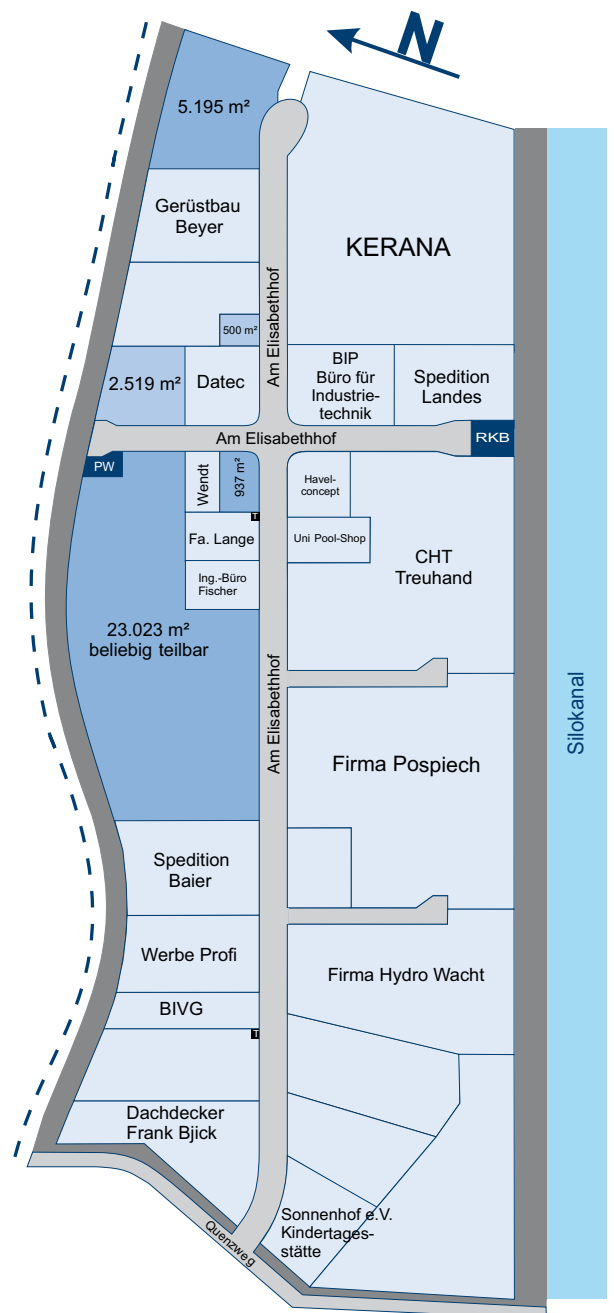 N
5.195 m²
Gerüstbau
Beyer
KERANA
Am Elisabethhof
500 m²
2.519 m²
Datec
BIP
Büro für
Industrie-
technik
Spedition
Landes
Am Elisabethhof
RKB
PW
Wendt
937 m²
Havel-
concept
T
Fa. Lange
Uni Pool-Shop
CHT
Treuhand
Ing.-Büro
Fischer
23.023 m²
beliebig teilbar
Am Elisabethhof
Silokanal
Firma Pospiech
Spedition
Baier
Werbe Profi
Firma Hydro Wacht
BIVG
T
Dachdecker
Frank Bjick
Sonnenhof e.V.
Kindertages-
stätte
Quenzweg